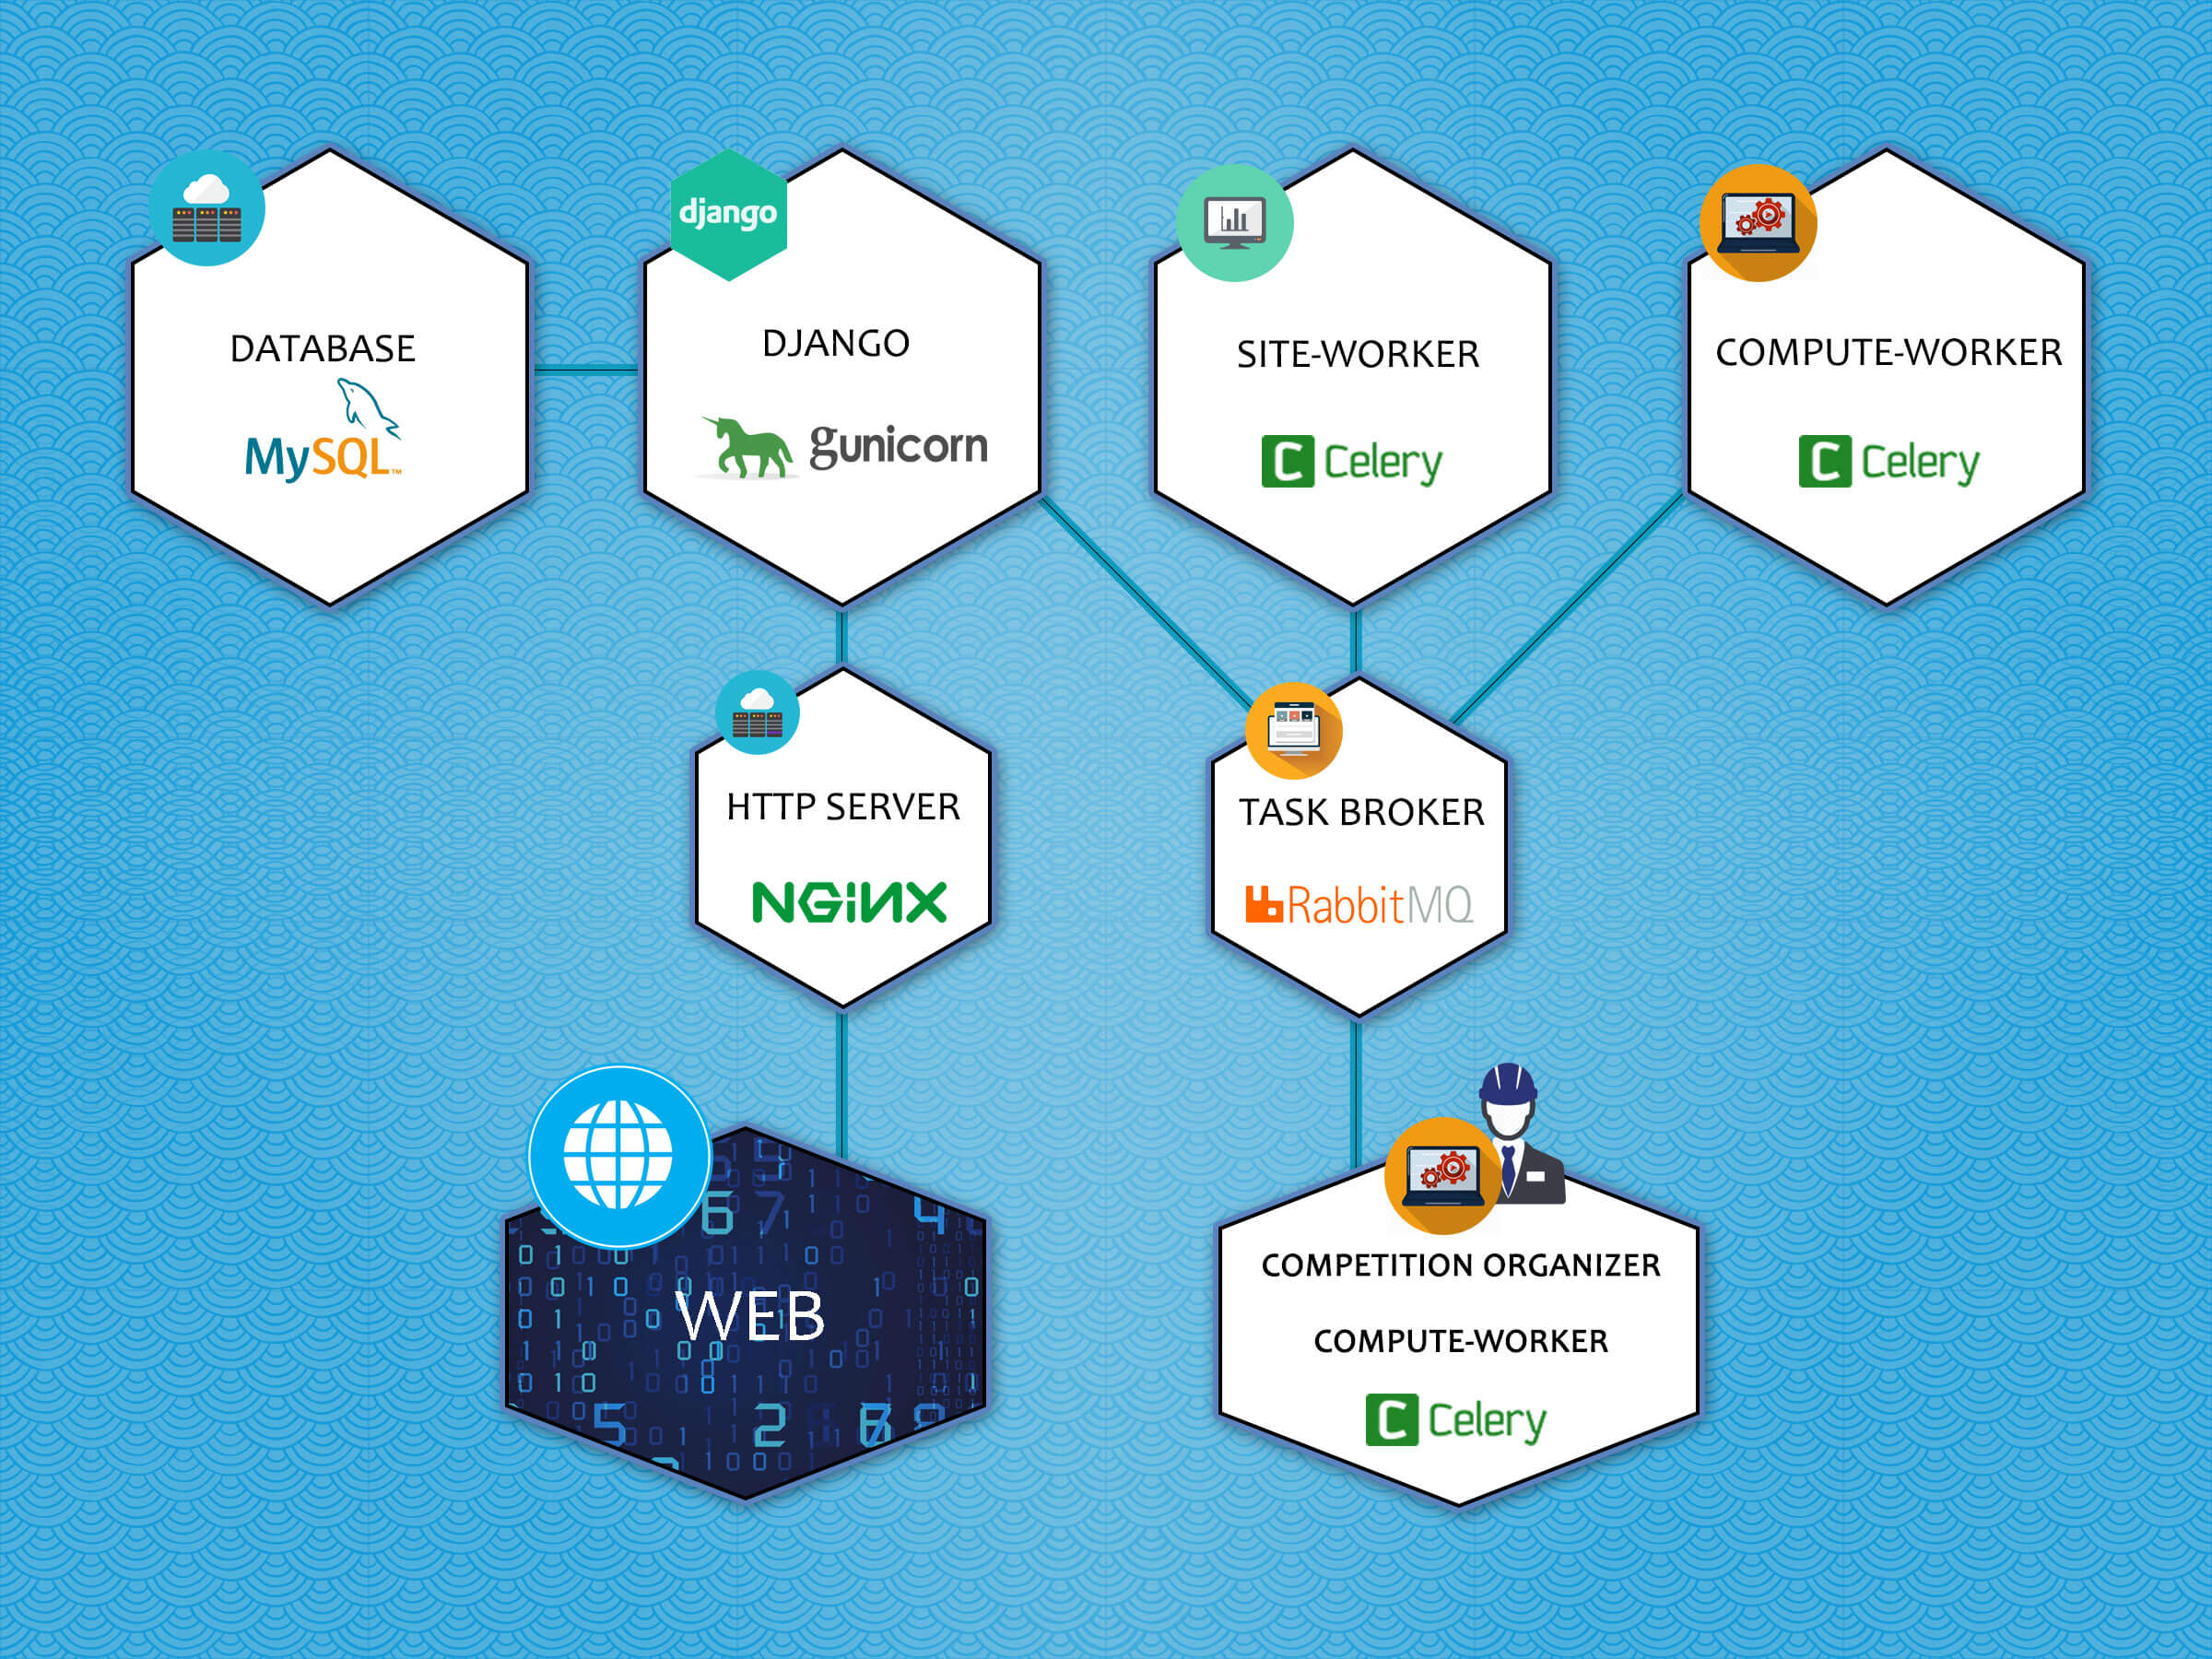 django
DATABASE
MySQL™
DJANGO
gunicorn
SITE-WORKER
C Celery
COMPUTE-WORKER
C Celery
HTTP SERVER
NGINX
TASK BROKER
RabbitMQ
WEB
COMPETITION ORGANIZER
COMPUTE-WORKER
C Celery